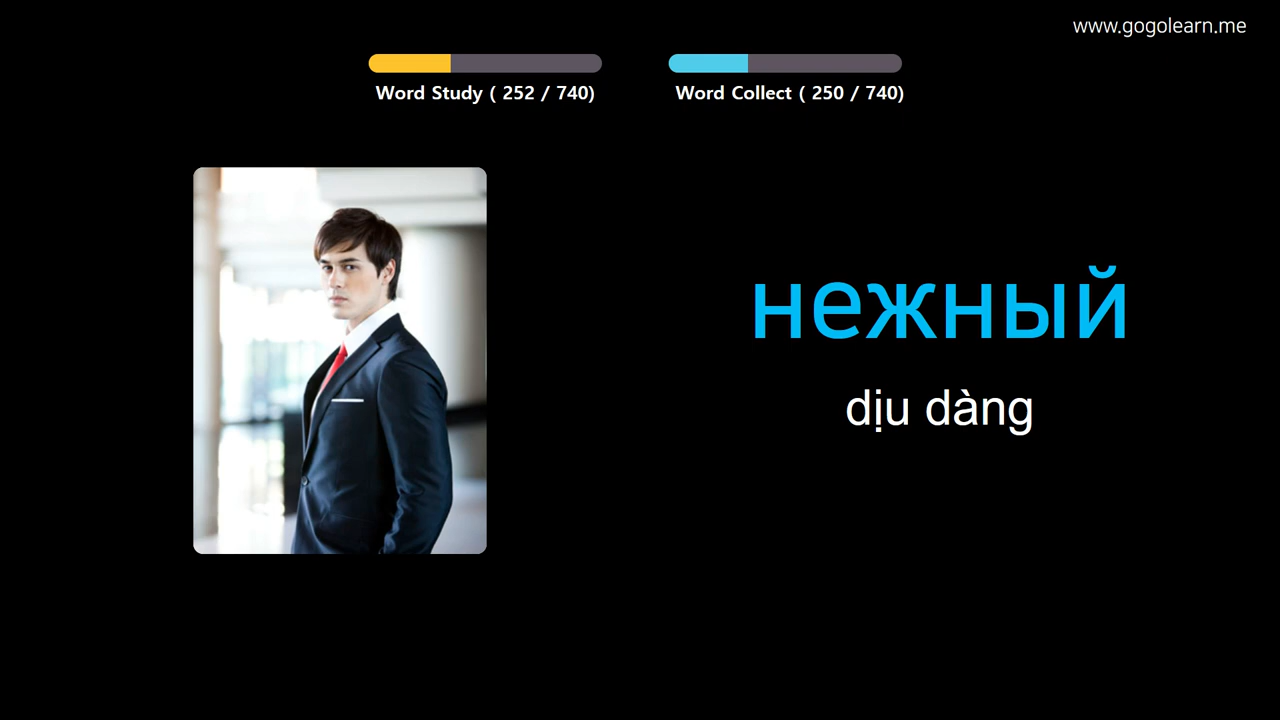 www.gogolearn.me
Word Study ( 252 / 740)
Word Collect ( 250 / 740)
нежный
dịu dàng